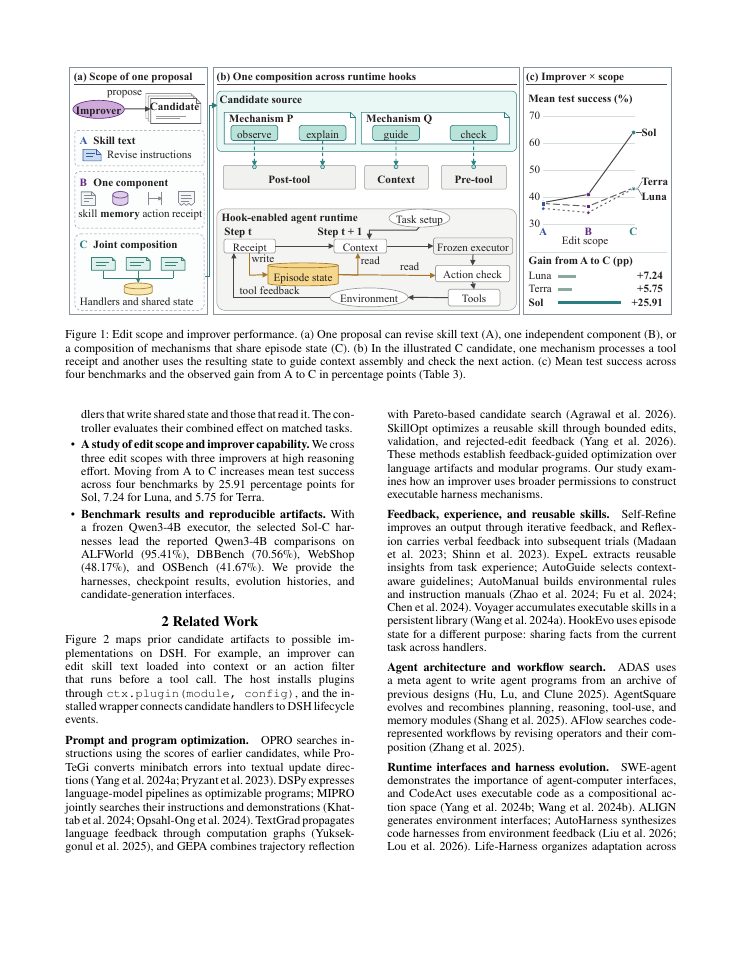 (a) Scope of one proposal
propose
Improver
Candidate
A Skill text
Revise instructions
B One component
skill memory action receipt
C Joint composition
Handlers and shared state
(b) One composition across runtime hooks
Candidate source
Mechanism P
observe
explain
Mechanism Q
guide
check
Post-tool
Context
Pre-tool
Hook-enabled agent runtime
Task setup
Step t
Step t + 1
Receipt
Context
Frozen executor
write
read
read
Episode state
Action check
tool feedback
Environment
Tools
(c) Improver × scope
Mean test success (%)
70
60
50
40
30
Sol
Terra
Luna
A
B
C
Edit scope
Gain from A to C (pp)
Luna +7.24
Terra +5.75
Sol +25.91
Figure 1: Edit scope and improver performance. (a) One proposal can revise skill text (A), one independent component (B), or
a composition of mechanisms that share episode state (C). (b) In the illustrated C candidate, one mechanism processes a tool
receipt and another uses the resulting state to guide context assembly and check the next action. (c) Mean test success across
four benchmarks and the observed gain from A to C in percentage points (Table 3).
dlers that write shared state and those that read it. The con-
troller evaluates their combined effect on matched tasks.
• A study of edit scope and improver capability. We cross
three edit scopes with three improvers at high reasoning
effort. Moving from A to C increases mean test success
across four benchmarks by 25.91 percentage points for
Sol, 7.24 for Luna, and 5.75 for Terra.
• Benchmark results and reproducible artifacts. With
a frozen Qwen3-4B executor, the selected Sol-C har-
nesses lead the reported Qwen3-4B comparisons on
ALFWorld (95.41%), DBBench (70.56%), WebShop
(48.17%), and OSBench (41.67%). We provide the
harnesses, checkpoint results, evolution histories, and
candidate-generation interfaces.
2 Related Work
Figure 2 maps prior candidate artifacts to possible im-
plementations on DSH. For example, an improver can
edit skill text loaded into context or an action filter
that runs before a tool call. The host installs plugins
through ctx.plugin(module, config), and the in-
stalled wrapper connects candidate handlers to DSH lifecycle
events.
Prompt and program optimization. OPRO searches in-
structions using the scores of earlier candidates, while Pro-
TeGi converts minibatch errors into textual update direc-
tions (Yang et al. 2024a; Pryzant et al. 2023). DSPy expresses
language-model pipelines as optimizable programs; MIPRO
jointly searches their instructions and demonstrations (Khat-
tab et al. 2024; Opsahl-Ong et al. 2024). TextGrad propagates
language feedback through computation graphs (Yuksek-
gonul et al. 2025), and GEPA combines trajectory reflection
with Pareto-based candidate search (Agrawal et al. 2026).
SkillOpt optimizes a reusable skill through bounded edits,
validation, and rejected-edit feedback (Yang et al. 2026).
These methods establish feedback-guided optimization over
language artifacts and modular programs. Our study exam-
ines how an improver uses broader permissions to construct
executable harness mechanisms.
Feedback, experience, and reusable skills. Self-Refine
improves an output through iterative feedback, and Reflex-
ion carries verbal feedback into subsequent trials (Madaan
et al. 2023; Shinn et al. 2023). ExpeL extracts reusable
insights from task experience; AutoGuide selects context-
aware guidelines; AutoManual builds environmental rules
and instruction manuals (Zhao et al. 2024; Fu et al. 2024;
Chen et al. 2024). Voyager accumulates executable skills in a
persistent library (Wang et al. 2024a). HookEvo uses episode
state for a different purpose: sharing facts from the current
task across handlers.
Agent architecture and workflow search. ADAS uses
a meta agent to write agent programs from an archive of
previous designs (Hu, Lu, and Clune 2025). AgentSquare
evolves and recombines planning, reasoning, tool-use, and
memory modules (Shang et al. 2025). AFlow searches code-
represented workflows by revising operators and their com-
position (Zhang et al. 2025).
Runtime interfaces and harness evolution. SWE-agent
demonstrates the importance of agent-computer interfaces,
and CodeAct uses executable code as a compositional ac-
tion space (Yang et al. 2024b; Wang et al. 2024b). ALIGN
generates environment interfaces; AutoHarness synthesizes
code harnesses from environment feedback (Liu et al. 2026;
Lou et al. 2026). Life-Harness organizes adaptation across